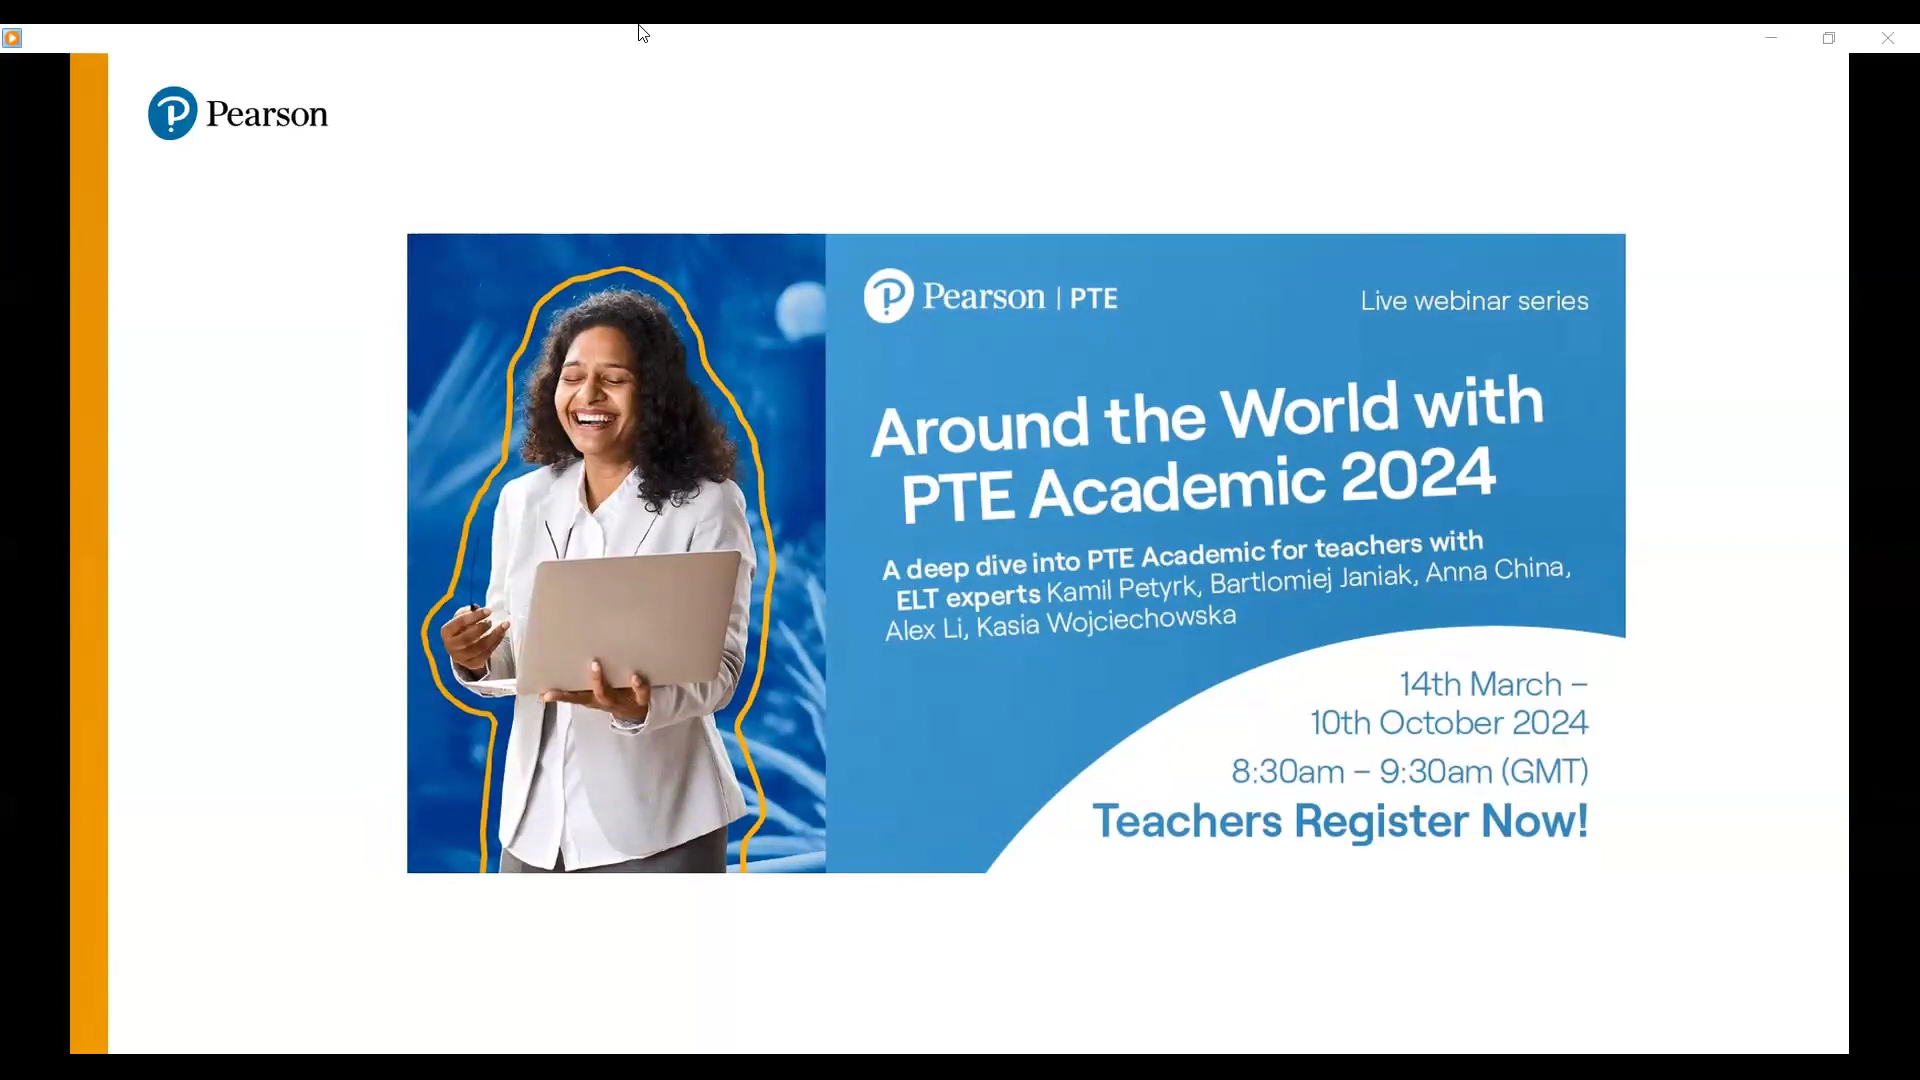 Pearson
Pearson | PTE
Live webinar series
Around the World with
PTE Academic 2024
A deep dive into PTE Academic for teachers with
ELT experts Kamil Petyrk, Bartlomiej Janiak, Anna China,
Alex Li, Kasia Wojciechowska
14th March –
10th October 2024
8:30am – 9:30am (GMT)
Teachers Register Now!